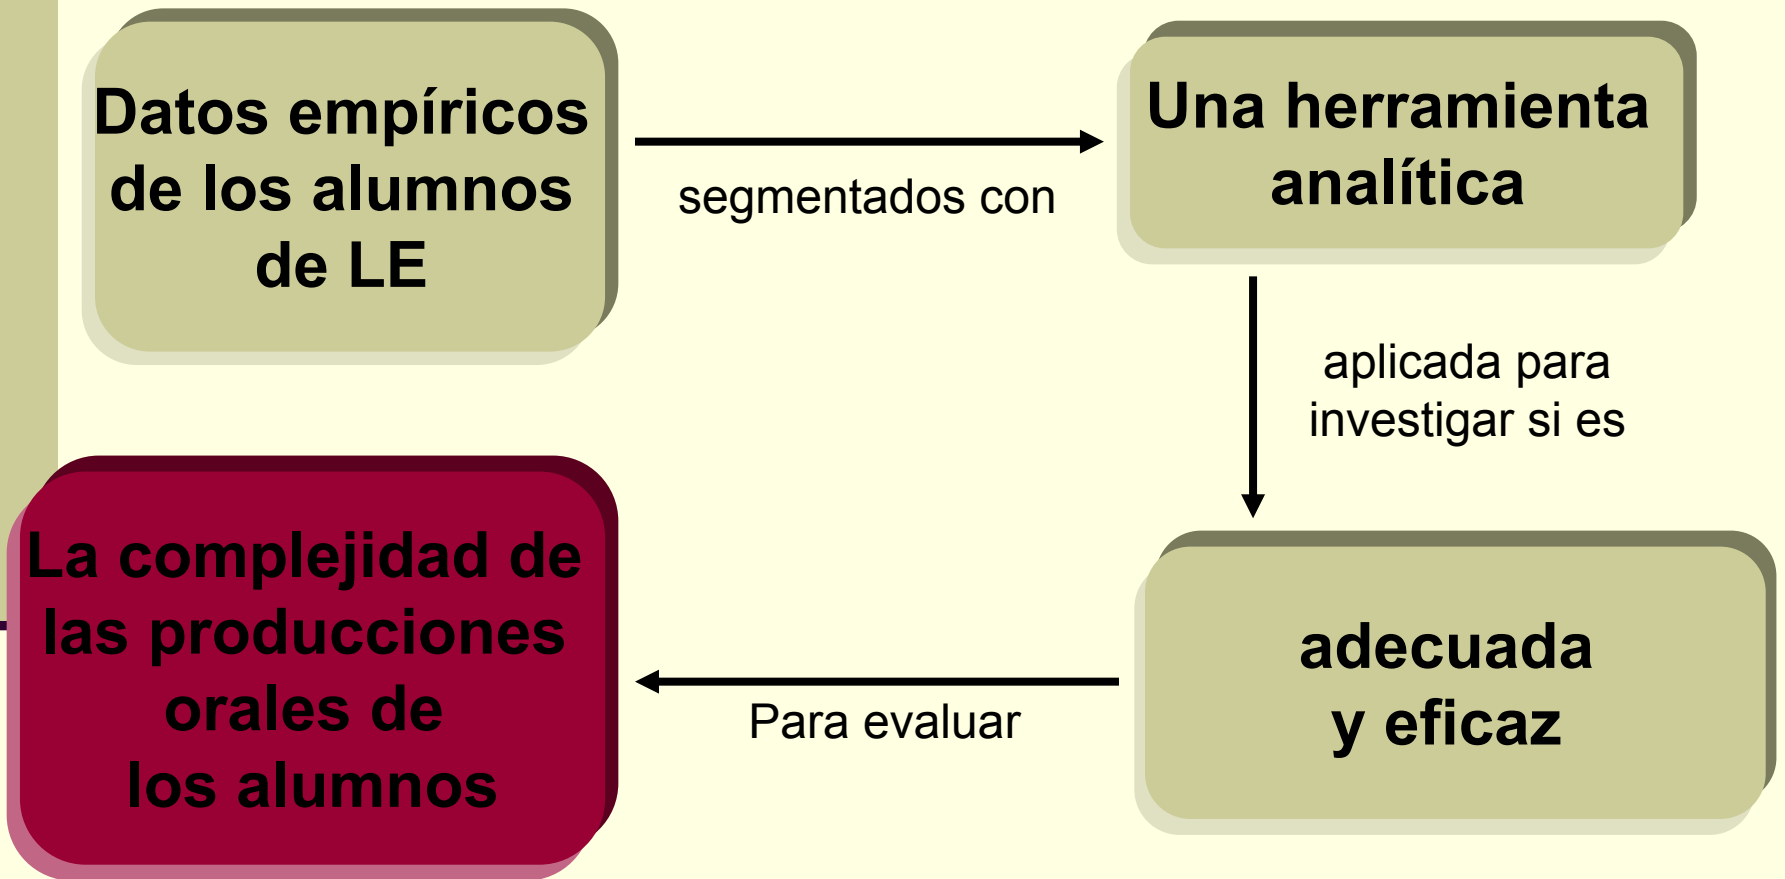 Datos empíricos
de los alumnos
de LE
segmentados con
Una herramienta
analítica
aplicada para
investigar si es
adecuada
y eficaz
Para evaluar
La complejidad de
las producciones
orales de
los alumnos